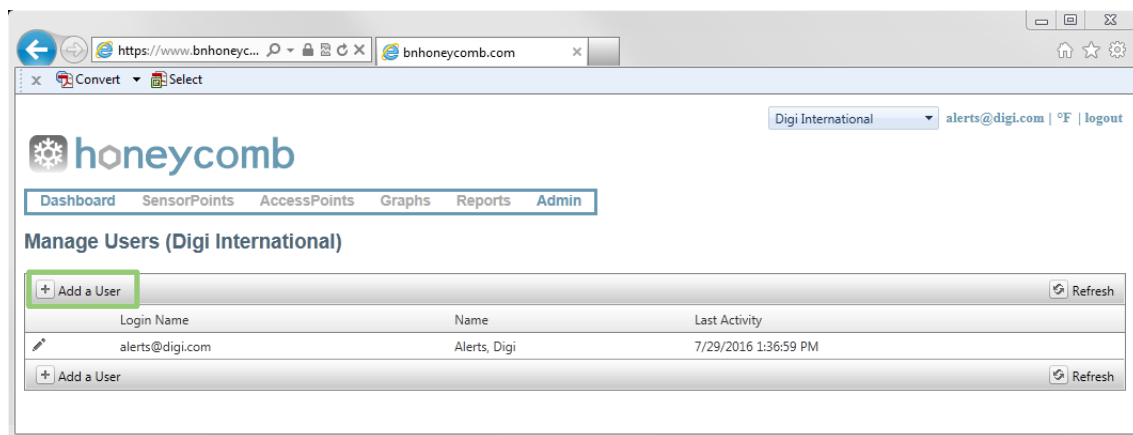 https://www.bnhoneyc...
bnhoneycomb.com
x Convert Select
Digi International alerts@digi.com | °F | logout
honeycomb
Dashboard SensorPoints AccessPoints Graphs Reports Admin
Manage Users (Digi International)
+ Add a User Refresh
Login Name Name Last Activity
alerts@digi.com Alerts, Digi 7/29/2016 1:36:59 PM
+ Add a User Refresh